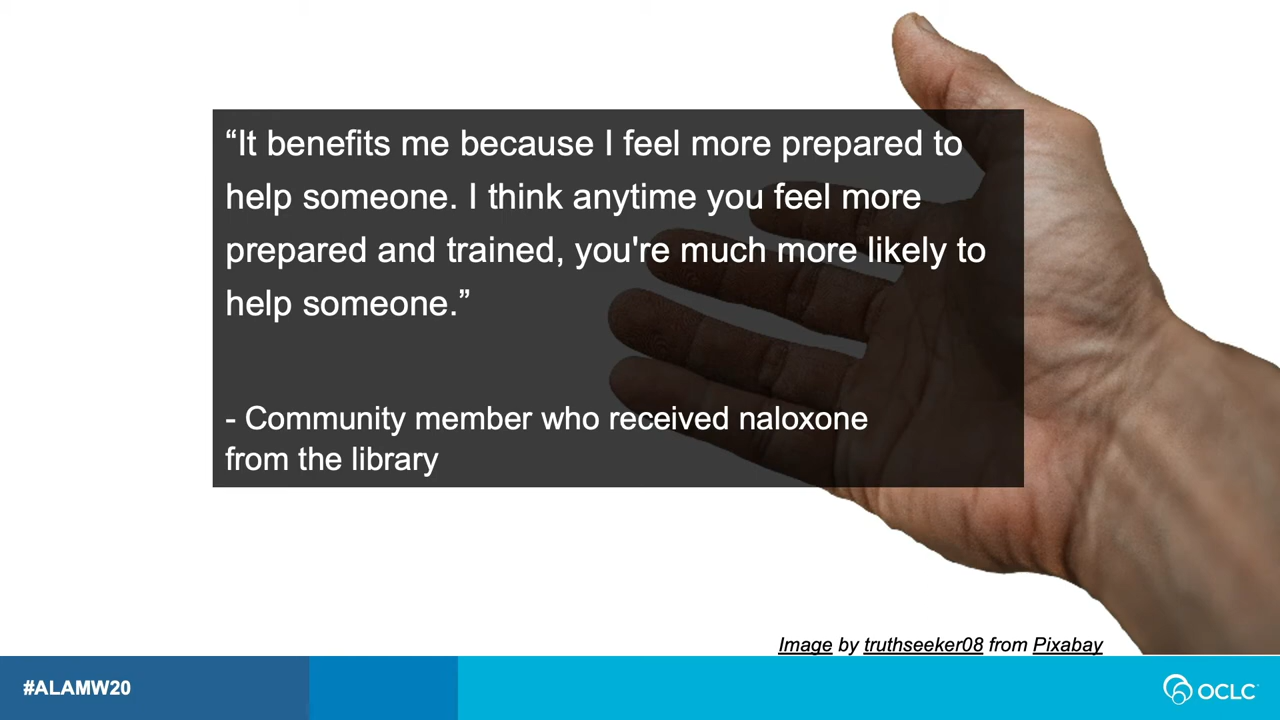 “It benefits me because I feel more prepared to
help someone. I think anytime you feel more
prepared and trained, you're much more likely to
help someone.”
- Community member who received naloxone
from the library
Image by truthseeker08 from Pixabay
#ALAMW20
OCLC